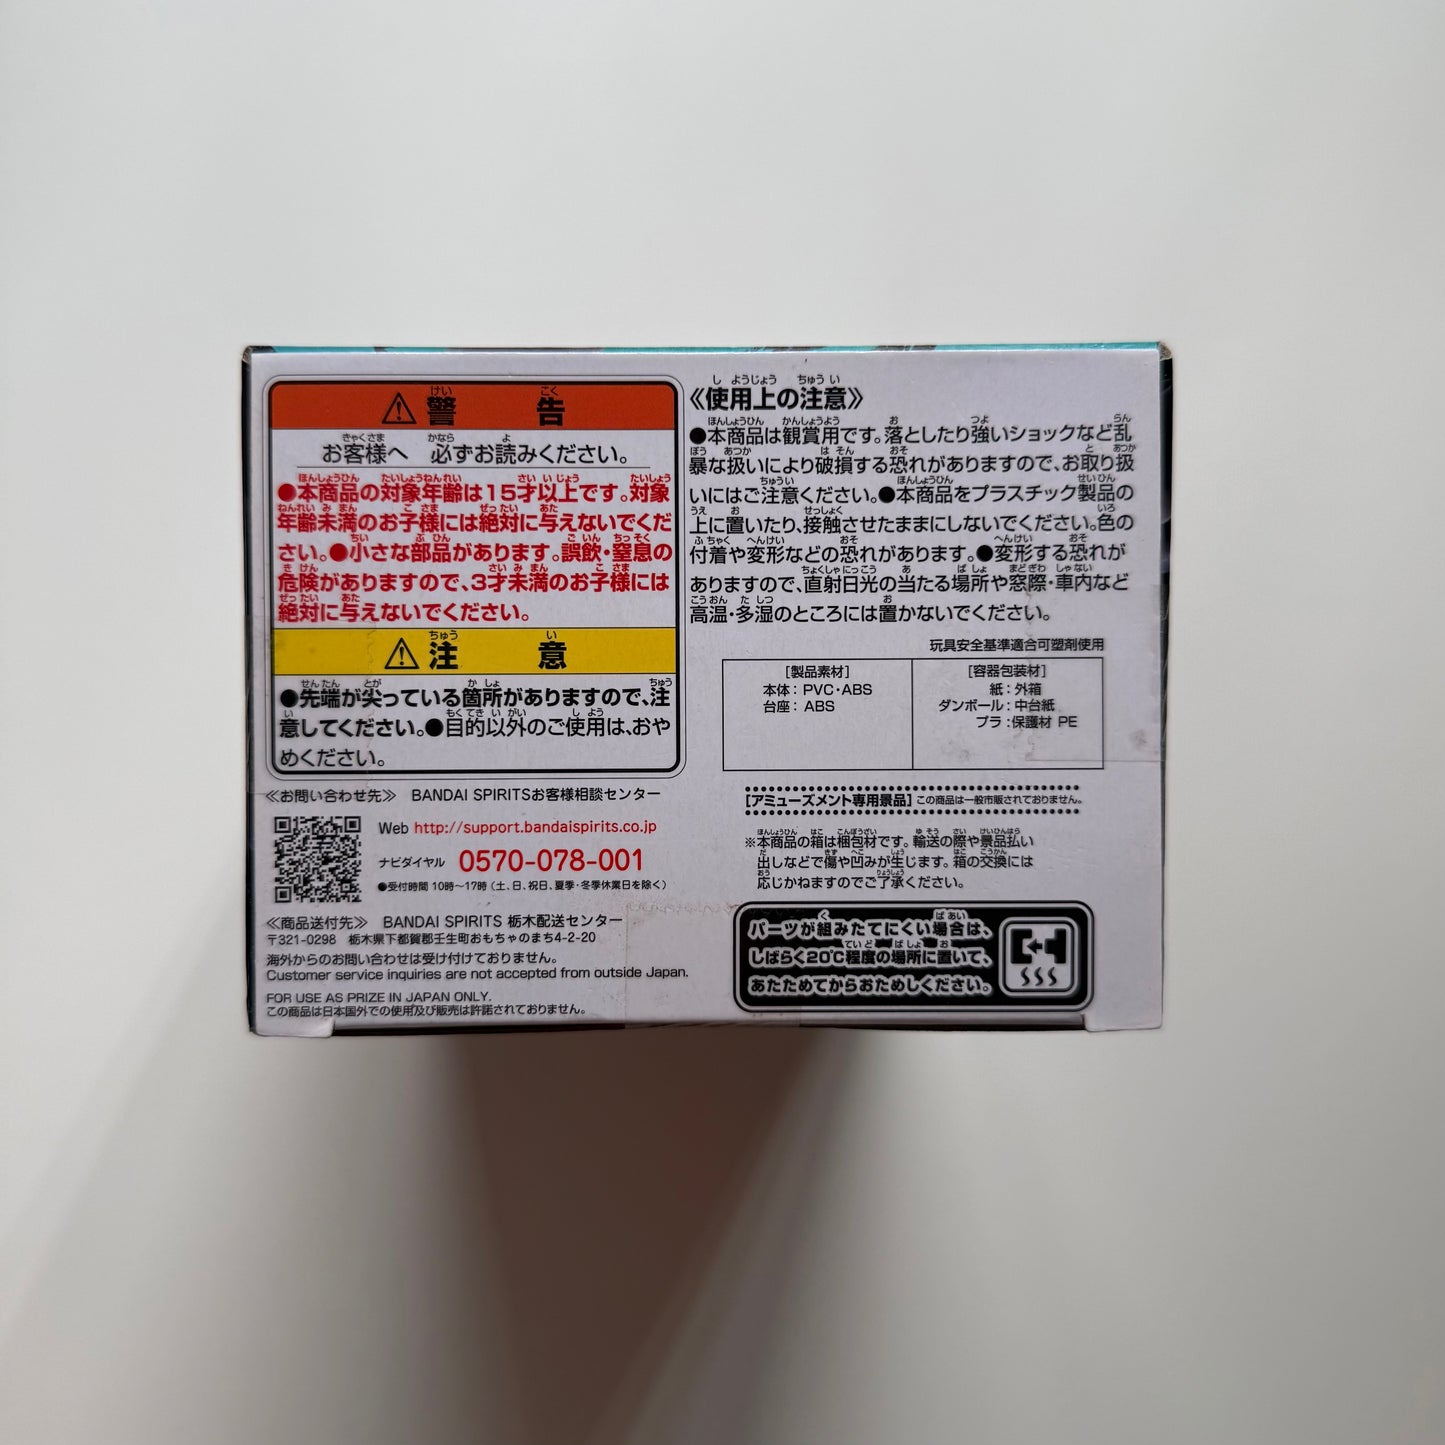 警告
お客様へ 必ずお読みください。
●本商品の対象年齢は15才以上です。対象
年齢未満のお子様には絶対に与えないでくだ
さい。●小さな部品があります。誤飲・窒息の
危険がありますので、3才未満のお子様には
絶対に与えないでください。
注意
●先端が尖っている箇所がありますので、注
意してください。●目的以外のご使用は、おや
めください。
≪お問い合わせ先≫ BANDAI SPIRITSお客様相談センター
Web http://support.bandaispirits.co.jp
ナビダイヤル 0570-078-001
●受付時間 10時〜17時(土、日、祝日、夏季・冬季休業日を除く)
≪商品送付先≫ BANDAI SPIRITS 栃木配送センター
〒321-0298 栃木県下都賀郡壬生町おもちゃのまち4-2-20
海外からのお問い合わせは受け付けておりません。
Customer service inquiries are not accepted from outside Japan.
FOR USE AS PRIZE IN JAPAN ONLY.
この商品は日本国外での使用及び販売は許諾されておりません。
≪使用上の注意≫
●本商品は観賞用です。落としたり強いショックなど乱
暴な扱いにより破損する恐れがありますので、お取り扱
いにはご注意ください。●本商品をプラスチック製品の
上に置いたり、接触させたままにしないでください。色の
付着や変形などの恐れがあります。●変形する恐れが
ありますので、直射日光の当たる場所や窓際・車内など
高温・多湿のところには置かないでください。
玩具安全基準適合可塑剤使用
[製品素材]
本体：PVC・ABS
台座：ABS
[容器包装材]
紙：外箱
ダンボール：中台紙
プラ：保護材 PE
[アミューズメント専用景品] この商品は一般市販されておりません。
※本商品の箱は梱包材です。輸送の際や景品払い
出しなどで傷や凹みが生じます。箱の交換には
応じかねますのでご了承ください。
パーツが組みたてにくい場合は、
しばらく20℃程度の場所に置いて、
あたためてからおためしください。